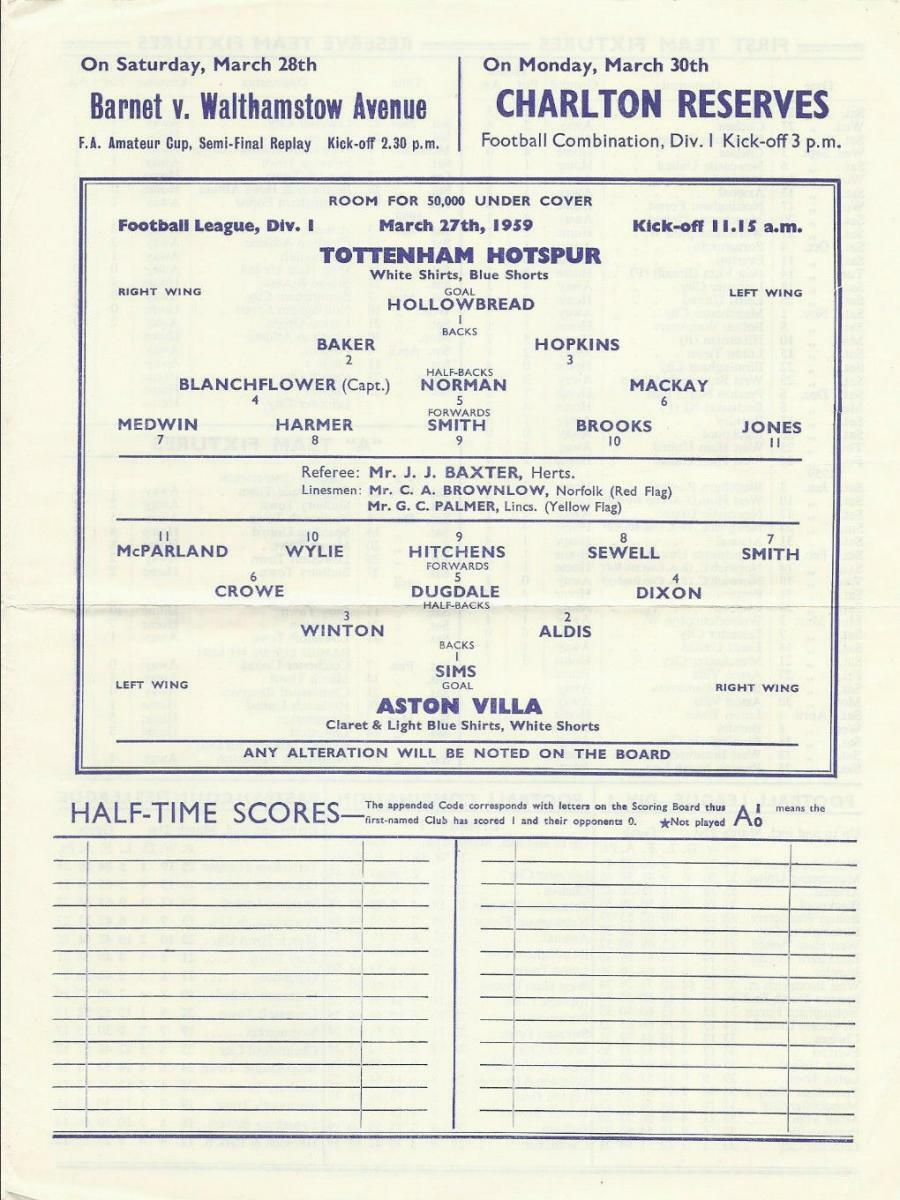 On Saturday, March 28th
Barnet v. Walthamstow Avenue
F.A. Amateur Cup, Semi-Final Replay Kick-off 2.30 p.m.
On Monday, March 30th
CHARLTON RESERVES
Football Combination, Div. 1 Kick-off 3 p.m.
ROOM FOR 50,000 UNDER COVER
Football League, Div. 1 March 27th, 1959 Kick-off 11.15 a.m.
TOTTENHAM HOTSPUR
White Shirts, Blue Shorts
RIGHT WING GOAL LEFT WING
HOLLOWBREAD
1
BACKS
BAKER HOPKINS
2 3
HALF-BACKS
BLANCHFLOWER (Capt.) NORMAN MACKAY
4 5 6
FORWARDS
MEDWIN HARMER SMITH BROOKS JONES
7 8 9 10 11
Referee: Mr. J. J. BAXTER, Herts.
Linesmen: Mr. C. A. BROWNLOW, Norfolk (Red Flag)
Mr. G. C. PALMER, Lincs. (Yellow Flag)
11 10 9 8 7
McPARLAND WYLIE HITCHENS SEWELL SMITH
FORWARDS
6 5 4
CROWE DUGDALE DIXON
HALF-BACKS
3 2
WINTON ALDIS
BACKS
1
SIMS
LEFT WING GOAL RIGHT WING
ASTON VILLA
Claret & Light Blue Shirts, White Shorts
ANY ALTERATION WILL BE NOTED ON THE BOARD
HALF-TIME SCORES—The appended Code corresponds with letters on the Scoring Board thus A 1 0 means the
first-named Club has scored 1 and their opponents 0. ★Not played